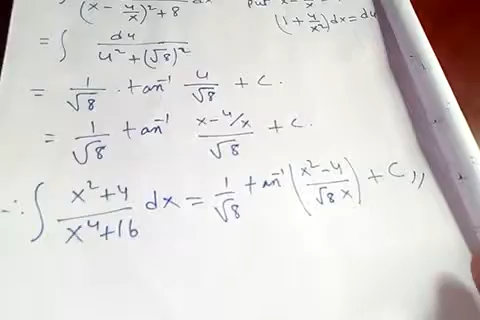 (x - 4/x)² + 8 dx put x -
(1 + 4/x²)dx = du
= ∫ du / u² + (√8)²
= 1/√8 . tan⁻¹ u/√8 + C.
= 1/√8 tan⁻¹ x - 4/x / √8 + C.
∴ ∫ x² + 4 / x⁴ + 16 dx = 1/√8 tan⁻¹ (x² - 4 / √8 x) + C,,